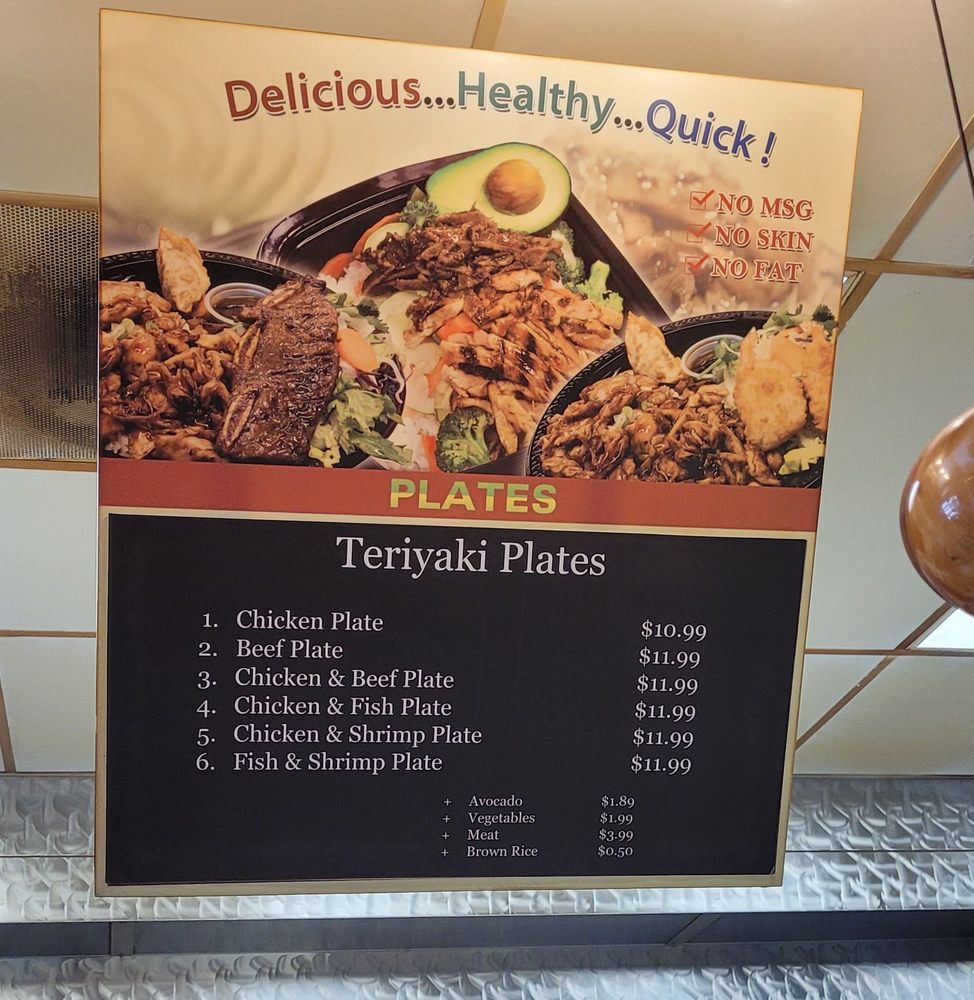 Delicious...Healthy...Quick!
NO MSG
NO SKIN
NO FAT
PLATES
Teriyaki Plates
1. Chicken Plate $10.99
2. Beef Plate $11.99
3. Chicken & Beef Plate $11.99
4. Chicken & Fish Plate $11.99
5. Chicken & Shrimp Plate $11.99
6. Fish & Shrimp Plate $11.99
+ Avocado $1.89
+ Vegetables $1.99
+ Meat $3.99
+ Brown Rice $0.50